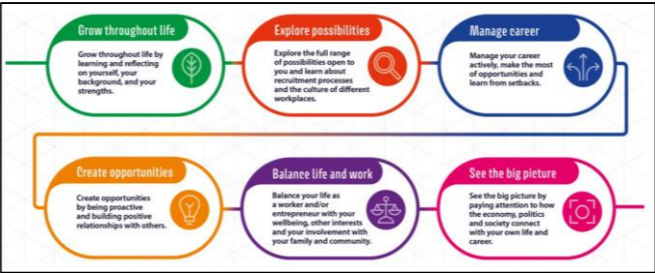 Grow throughout life
Grow throughout life by
learning and reflecting
on yourself, your
background, and your
strengths.
Explore possibilities
Explore the full range
of possibilities open to
you and learn about
recruitment processes
and the culture of different
workplaces.
Manage career
Manage your career
actively, make the most
of opportunities and
learn from setbacks.
Create opportunities
Create opportunities
by being proactive
and building positive
relationships with others.
Balance life and work
Balance your life as
a worker and/or
entrepreneur with your
wellbeing, other interests
and your involvement with
your family and community.
See the big picture
See the big picture by
paying attention to how
the economy, politics
and society connect
with your own life and
career.